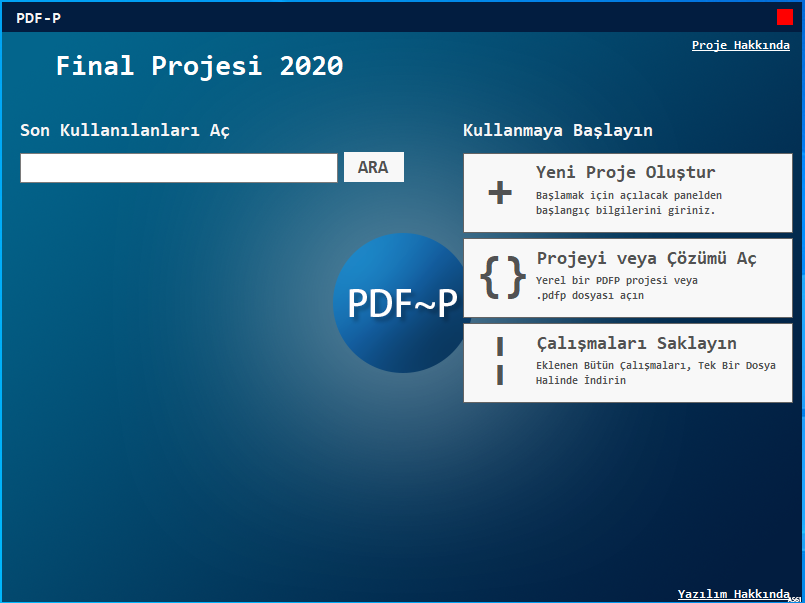 PDF-P
Proje Hakkında
Final Projesi 2020
Son Kullanılanları Aç
ARA
Kullanmaya Başlayın
+
Yeni Proje Oluştur
Başlamak için açılacak panelden
başlangıç bilgilerini giriniz.
{}
Projeyi veya Çözümü Aç
Yerel bir PDFP projesi veya
.pdfp dosyası açın
¦
Çalışmaları Saklayın
Eklenen Bütün Çalışmaları, Tek Bir Dosya
Halinde İndirin
PDF~P
Yazılım Hakkında